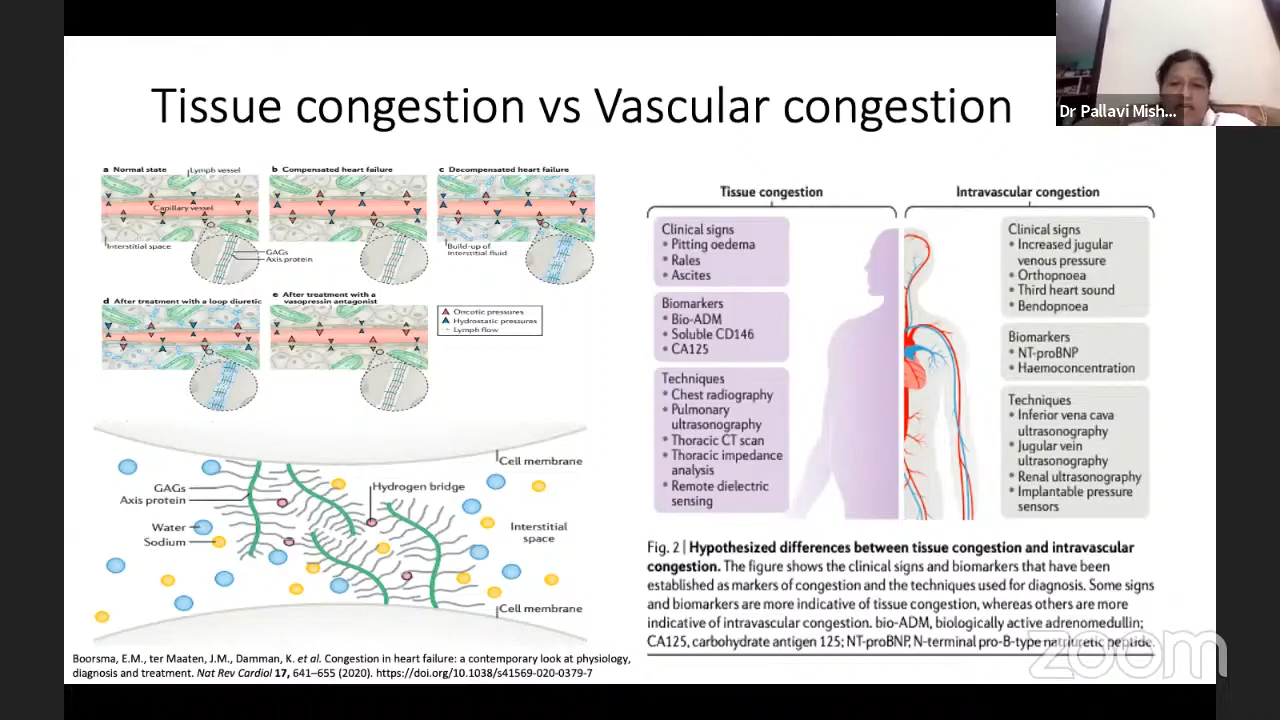 Dr Pallavi Mish...
Tissue congestion vs Vascular congestion
a Normal state
Lymph vessel
Capillary vessel
Interstitial space
GAGs
Axis protein
b Compensated heart failure
c Decompensated heart failure
Build-up of
interstitial fluid
d After treatment with a loop diuretic
e After treatment with a
vasopressin antagonist
Oncotic pressures
Hydrostatic pressures
Lymph flow
Cell membrane
GAGs
Axis protein
Hydrogen bridge
Water
Sodium
Interstitial
space
Cell membrane
Boorsma, E.M., ter Maaten, J.M., Damman, K. et al. Congestion in heart failure: a contemporary look at physiology,
diagnosis and treatment. Nat Rev Cardiol 17, 641–655 (2020). https://doi.org/10.1038/s41569-020-0379-7
Tissue congestion
Clinical signs
• Pitting oedema
• Rales
• Ascites
Biomarkers
• Bio-ADM
• Soluble CD146
• CA125
Techniques
• Chest radiography
• Pulmonary
ultrasonography
• Thoracic CT scan
• Thoracic impedance
analysis
• Remote dielectric
sensing
Intravascular congestion
Clinical signs
• Increased jugular
venous pressure
• Orthopnoea
• Third heart sound
• Bendopnoea
Biomarkers
• NT-proBNP
• Haemoconcentration
Techniques
• Inferior vena cava
ultrasonography
• Jugular vein
ultrasonography
• Renal ultrasonography
• Implantable pressure
sensors
Fig. 2 | Hypothesized differences between tissue congestion and intravascular
congestion. The figure shows the clinical signs and biomarkers that have been
established as markers of congestion and the techniques used for diagnosis. Some signs
and biomarkers are more indicative of tissue congestion, whereas others are more
indicative of intravascular congestion. bio-ADM, biologically active adrenomedullin;
CA125, carbohydrate antigen 125; NT-proBNP, N-terminal pro-B-type natriuretic peptide.
zoom